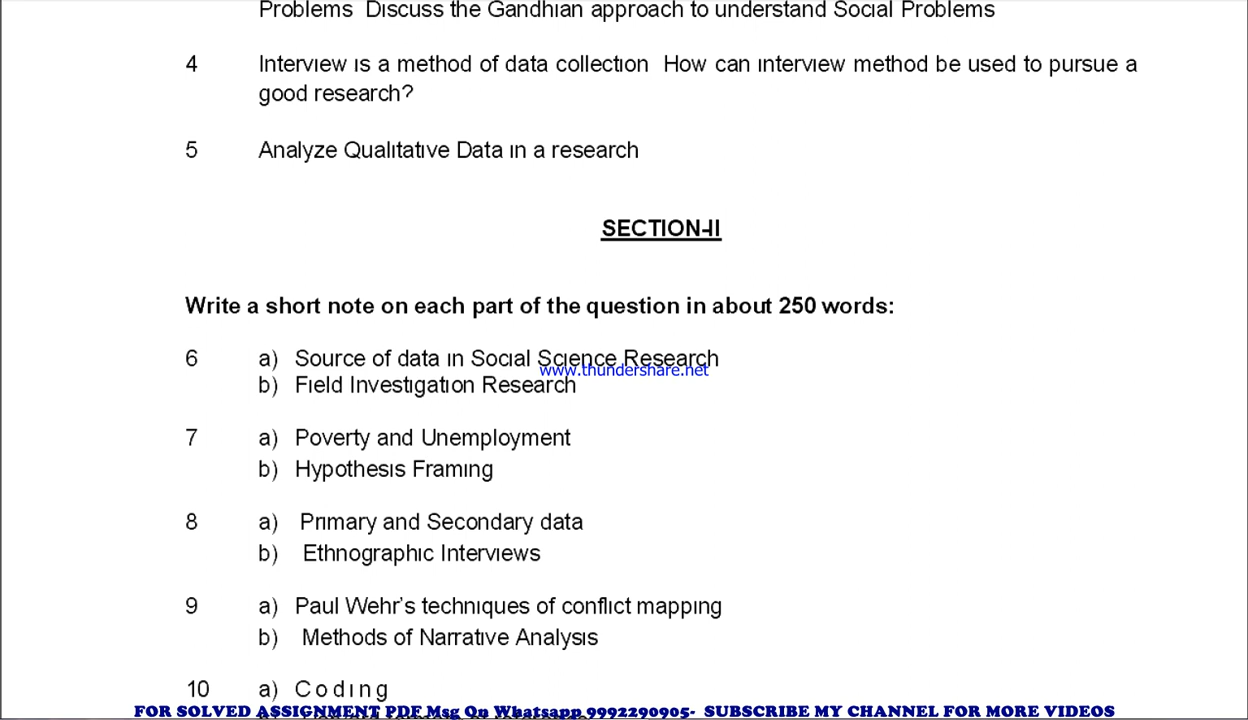 Problems Discuss the Gandhian approach to understand Social Problems
4 Interview is a method of data collection How can interview method be used to pursue a
good research?
5 Analyze Qualitative Data in a research
SECTION-II
Write a short note on each part of the question in about 250 words:
6 a) Source of data in Social Science Research
www.thundershare.net
b) Field Investigation Research
7 a) Poverty and Unemployment
b) Hypothesis Framing
8 a) Primary and Secondary data
b) Ethnographic Interviews
9 a) Paul Wehr's techniques of conflict mapping
b) Methods of Narrative Analysis
10 a) Coding
FOR SOLVED ASSIGNMENT PDF Msg On Whatsapp 9992290905- SUBSCRIBE MY CHANNEL FOR MORE VIDEOS